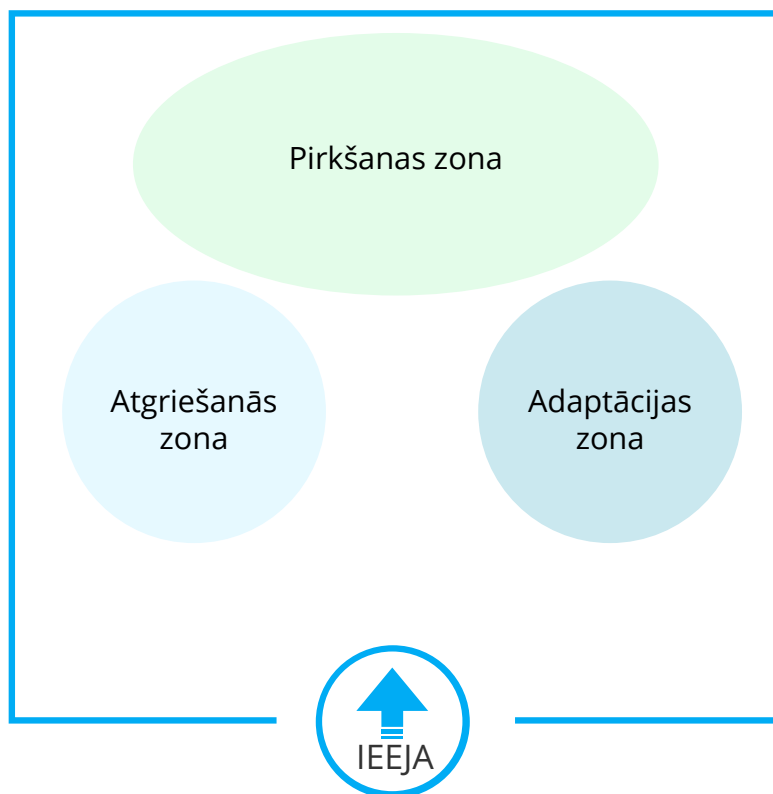 Pirkšanas zona
Atgriešanās
zona
Adaptācijas
zona
IEEJA